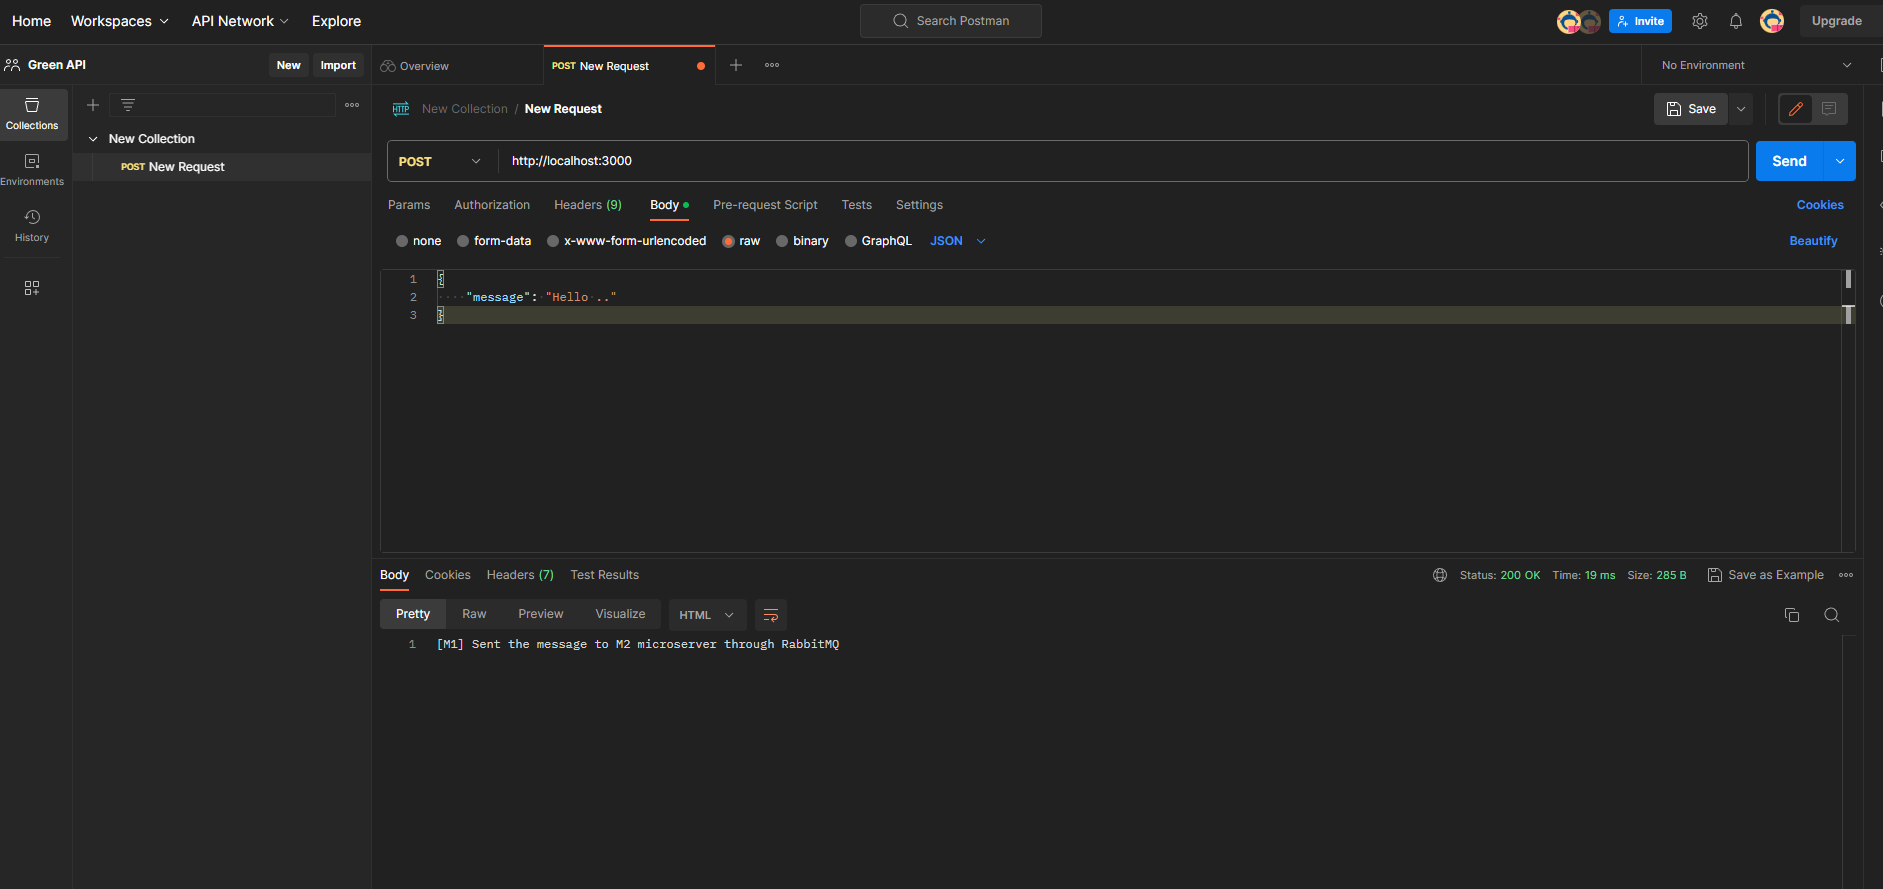 Home Workspaces API Network Explore Search Postman Invite Upgrade
Green API New Import Overview POST New Request No Environment
New Collection / New Request Save
Collections
New Collection
POST New Request
Environments
History
POST http://localhost:3000 Send
Params Authorization Headers (9) Body Pre-request Script Tests Settings Cookies
none form-data x-www-form-urlencoded raw binary GraphQL JSON Beautify
1 {
2 "message": "Hello .."
3 }
Body Cookies Headers (7) Test Results Status: 200 OK Time: 19 ms Size: 285 B Save as Example
Pretty Raw Preview Visualize HTML
1 [M1] Sent the message to M2 microserver through RabbitMQ